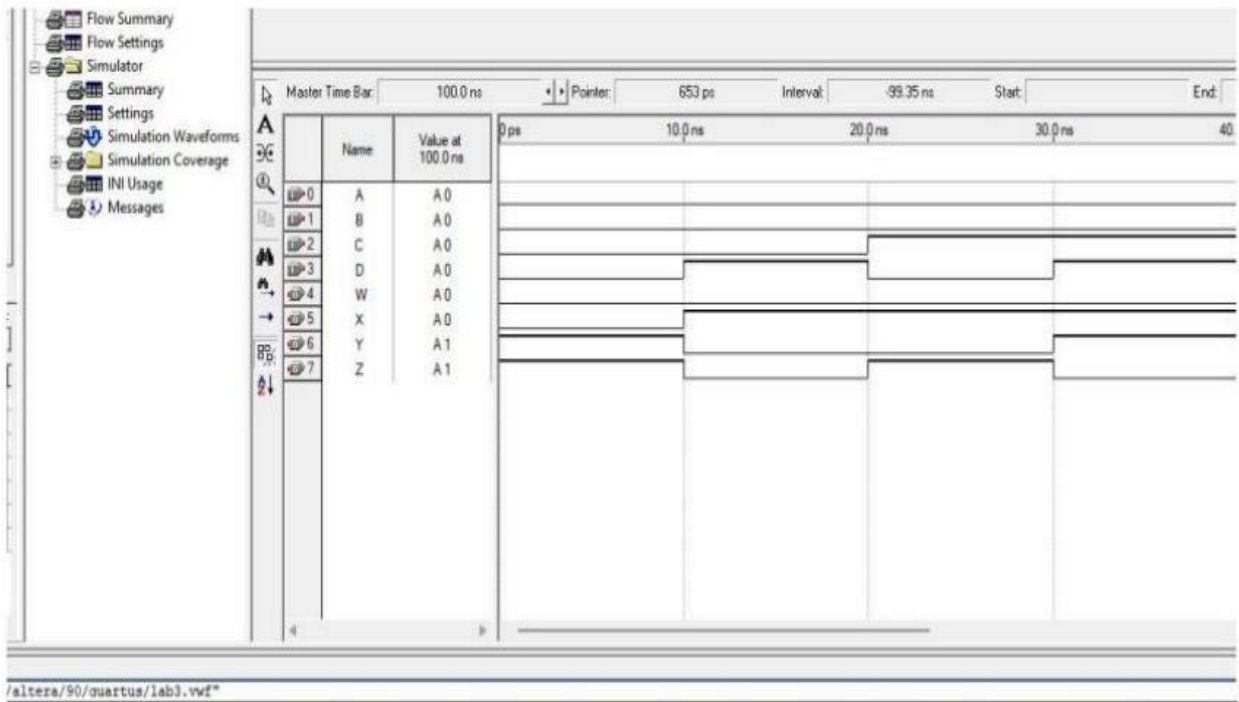 Flow Summary
Flow Settings
Simulator
Summary
Settings
Simulation Waveforms
Simulation Coverage
INI Usage
Messages
Master Time Bar: 100.0 ns Pointer: 653 ps Interval: -99.35 ns Start: End:
A
Name
Value at
100.0 ns
0 ps 10.0 ns 20.0 ns 30.0 ns 40.
0 A A 0
1 B A 0
2 C A 0
3 D A 0
4 W A 0
5 X A 0
6 Y A 1
7 Z A 1
/altera/90/quartus/lab3.vwf"